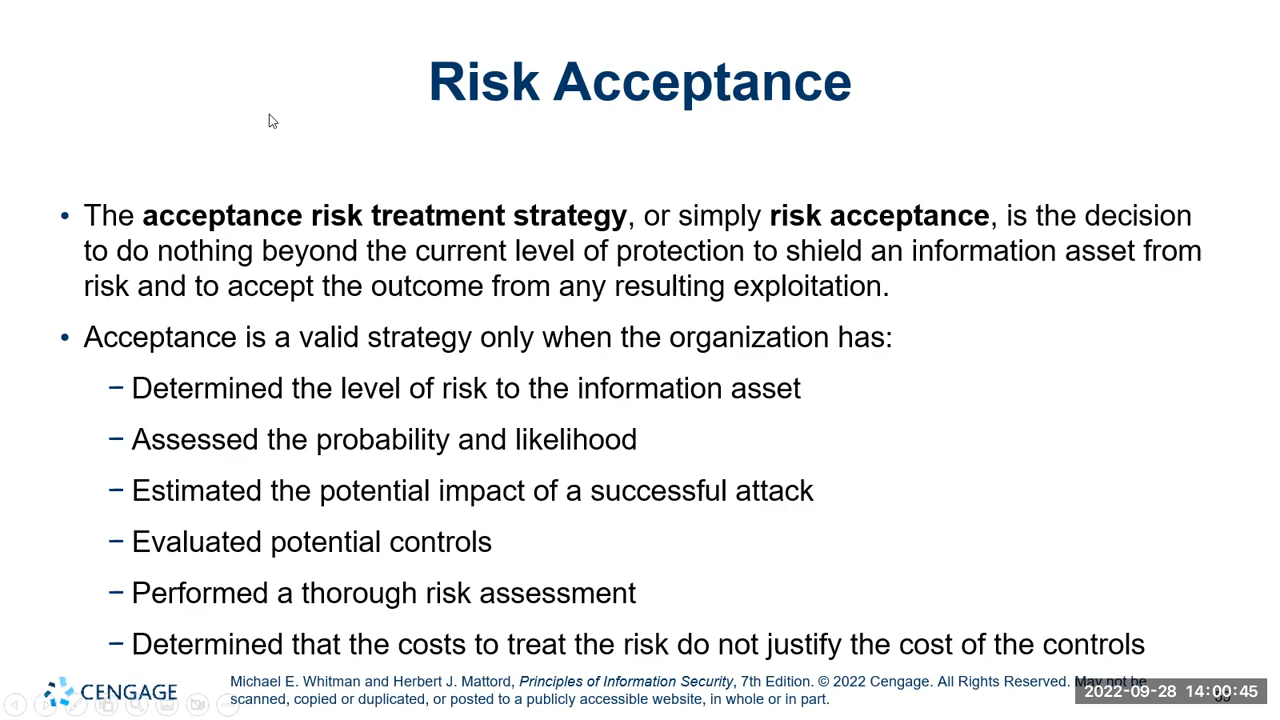 Risk Acceptance
• The acceptance risk treatment strategy, or simply risk acceptance, is the decision
to do nothing beyond the current level of protection to shield an information asset from
risk and to accept the outcome from any resulting exploitation.
• Acceptance is a valid strategy only when the organization has:
− Determined the level of risk to the information asset
− Assessed the probability and likelihood
− Estimated the potential impact of a successful attack
− Evaluated potential controls
− Performed a thorough risk assessment
− Determined that the costs to treat the risk do not justify the cost of the controls
CENGAGE
Michael E. Whitman and Herbert J. Mattord, Principles of Information Security, 7th Edition. © 2022 Cengage. All Rights Reserved. May not be
scanned, copied or duplicated, or posted to a publicly accessible website, in whole or in part.
2022-09-28 14:00:45